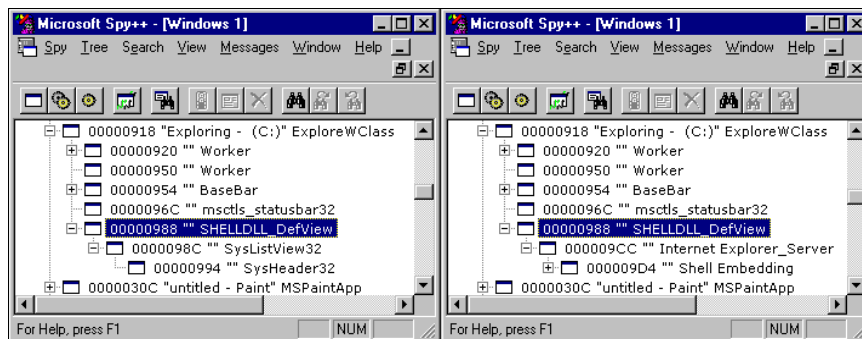 Microsoft Spy++ - [Windows 1]
Spy Tree Search View Messages Window Help
00000918 "Exploring - (C:)" ExploreWClass
00000920 "" Worker
00000950 "" Worker
00000954 "" BaseBar
0000096C "" msctls_statusbar32
00000988 "" SHELLDLL_DefView
0000098C "" SysListView32
00000994 "" SysHeader32
0000030C "untitled - Paint" MSPaintApp
For Help, press F1
NUM
Microsoft Spy++ - [Windows 1]
Spy Tree Search View Messages Window Help
00000918 "Exploring - (C:)" ExploreWClass
00000920 "" Worker
00000950 "" Worker
00000954 "" BaseBar
0000096C "" msctls_statusbar32
00000988 "" SHELLDLL_DefView
000009CC "" Internet Explorer_Server
000009D4 "" Shell Embedding
0000030C "untitled - Paint" MSPaintApp
For Help, press F1
NUM